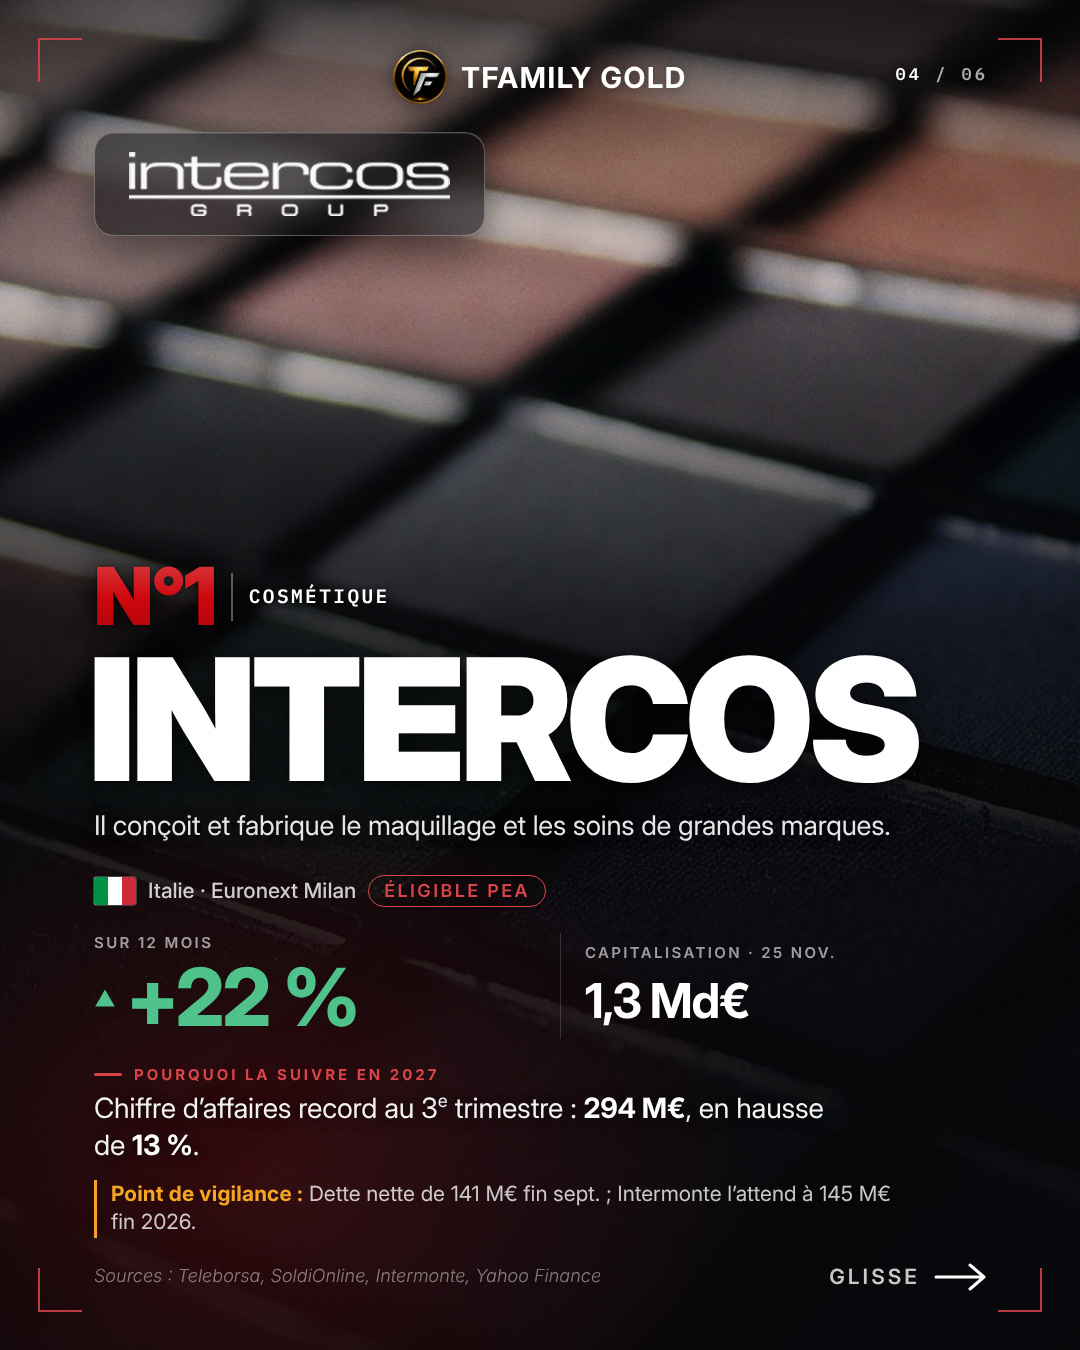 TF TFAMILY GOLD
04 / 06
intercos
GROUP
Nº1
COSMÉTIQUE
INTERCOS
Il conçoit et fabrique le maquillage et les soins de grandes marques.
Italie · Euronext Milan
ÉLIGIBLE PEA
SUR 12 MOIS
▲ +22 %
CAPITALISATION · 25 NOV.
1,3 Md€
POURQUOI LA SUIVRE EN 2027
Chiffre d’affaires record au 3ᵉ trimestre : 294 M€, en hausse
de 13 %.
Point de vigilance : Dette nette de 141 M€ fin sept. ; Intermonte l’attend à 145 M€
fin 2026.
Sources : Teleborsa, SoldiOnline, Intermonte, Yahoo Finance
GLISSE